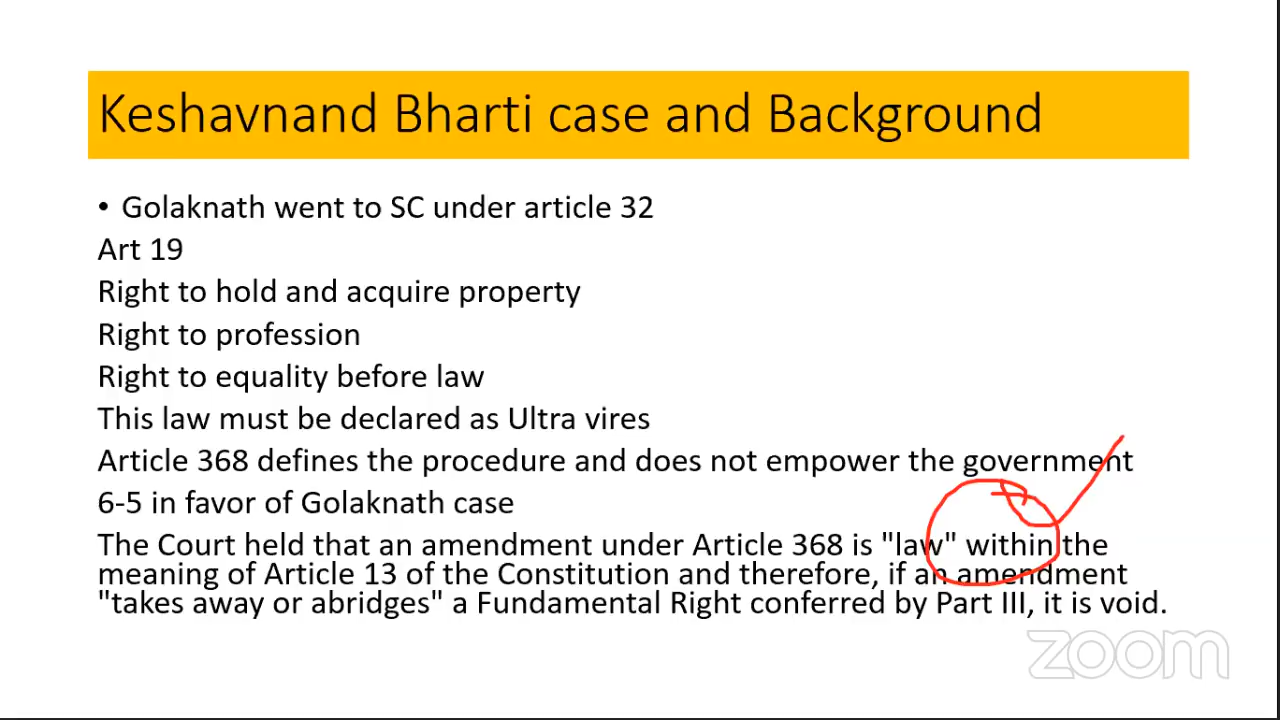 Keshavnand Bharti case and Background
• Golaknath went to SC under article 32
Art 19
Right to hold and acquire property
Right to profession
Right to equality before law
This law must be declared as Ultra vires
Article 368 defines the procedure and does not empower the government
6-5 in favor of Golaknath case
The Court held that an amendment under Article 368 is "law" within the
meaning of Article 13 of the Constitution and therefore, if an amendment
"takes away or abridges" a Fundamental Right conferred by Part III, it is void.
zoom